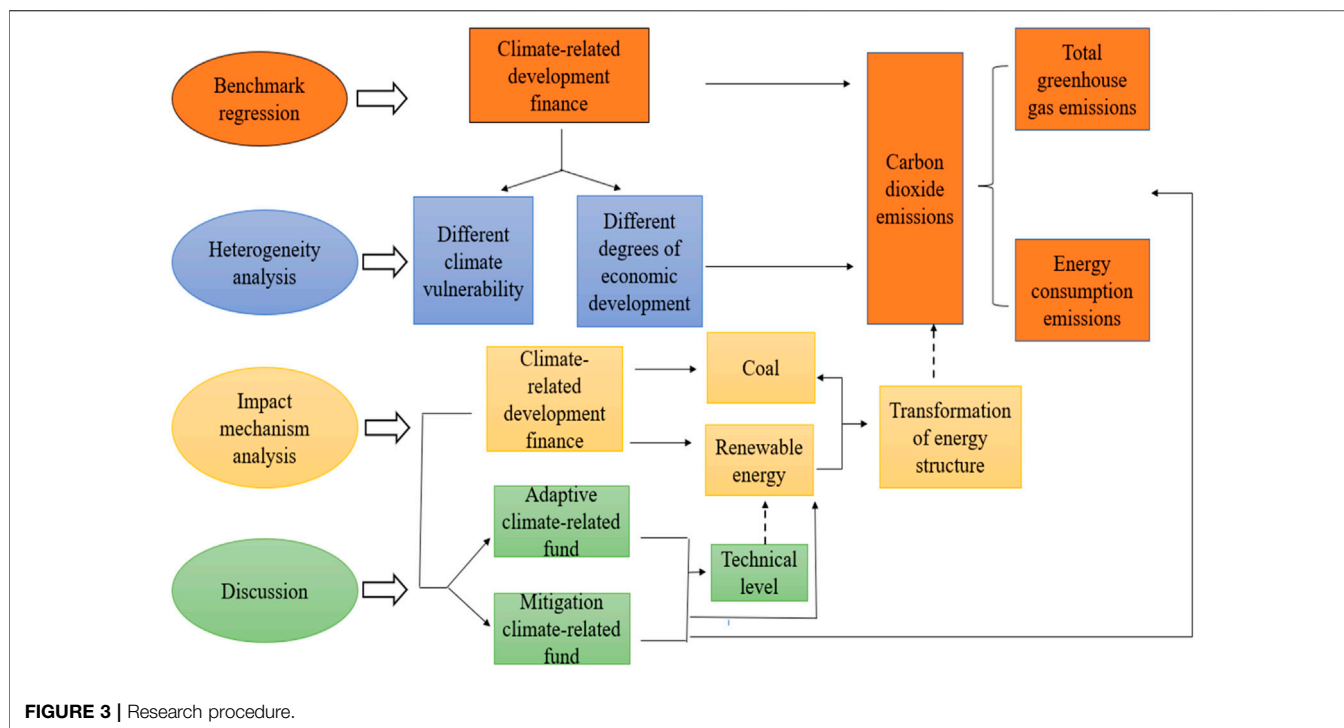 Benchmark
regression
Climate-related
development
finance
Carbon
dioxide
emissions
Total
greenhouse
gas emissions
Energy
consumption
emissions
Heterogeneity
analysis
Different
climate
vulnerability
Different
degrees of
economic
development
Impact
mechanism
analysis
Climate-
related
development
finance
Coal
Renewable
energy
Transformation
of energy
structure
Discussion
Adaptive
climate-related
fund
Mitigation
climate-related
fund
Technical
level
FIGURE 3 | Research procedure.